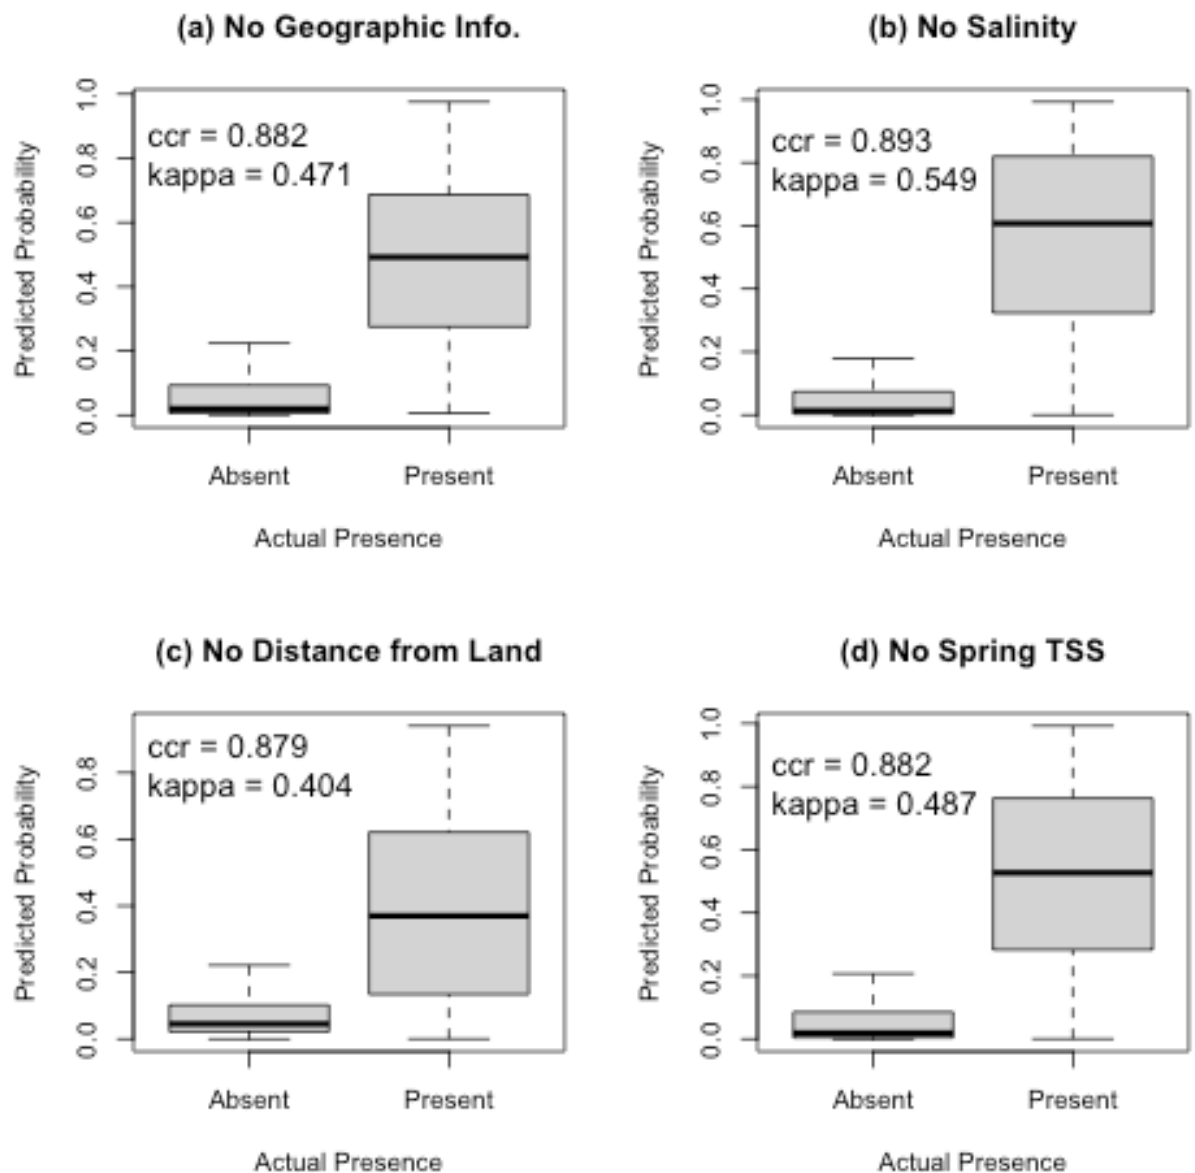 (a) No Geographic Info.
Predicted Probability
1.0
0.8
0.6
0.4
0.2
0.0
ccr = 0.882
kappa = 0.471
Absent
Present
Actual Presence
(b) No Salinity
Predicted Probability
1.0
0.8
0.6
0.4
0.2
0.0
ccr = 0.893
kappa = 0.549
Absent
Present
Actual Presence
(c) No Distance from Land
Predicted Probability
0.8
0.6
0.4
0.2
0.0
ccr = 0.879
kappa = 0.404
Absent
Present
Actual Presence
(d) No Spring TSS
Predicted Probability
1.0
0.8
0.6
0.4
0.2
0.0
ccr = 0.882
kappa = 0.487
Absent
Present
Actual Presence